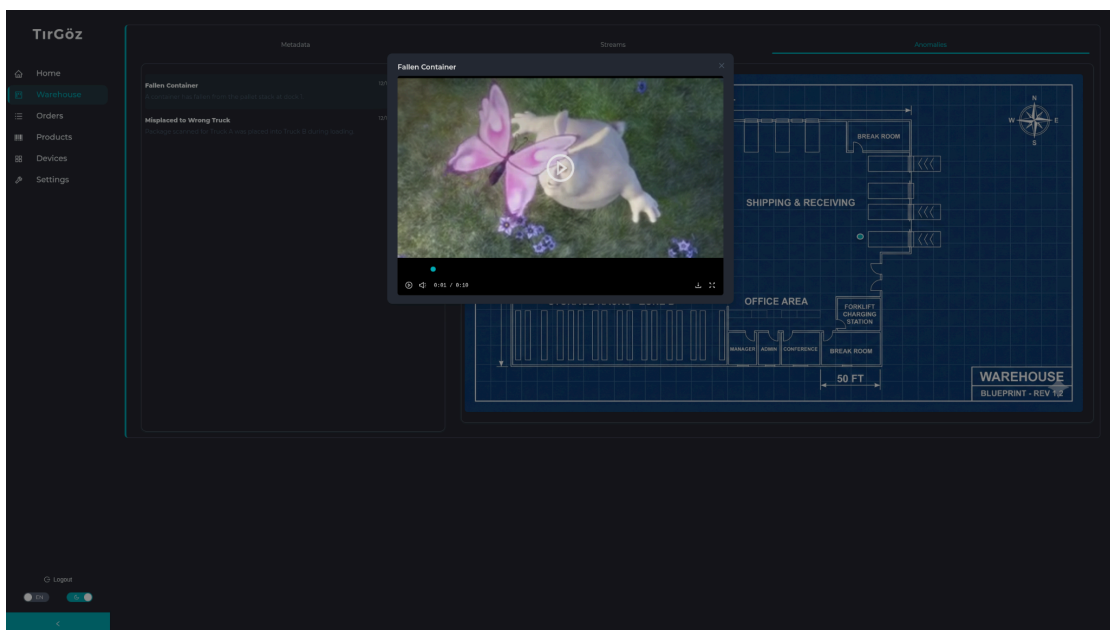 TırGöz
Home
Warehouse
Orders
Products
Devices
Settings
Logout
EN
Metadata
Streams
Anomalies
Fallen Container
Misplaced to Wrong Truck
Fallen Container
0:01 / 0:10
N
W E
S
BREAK ROOM
SHIPPING & RECEIVING
OFFICE AREA
FORKLIFT
CHARGING
STATION
MANAGER
ADMIN
CONFERENCE
BREAK ROOM
50 FT
WAREHOUSE
BLUEPRINT - REV 1.2